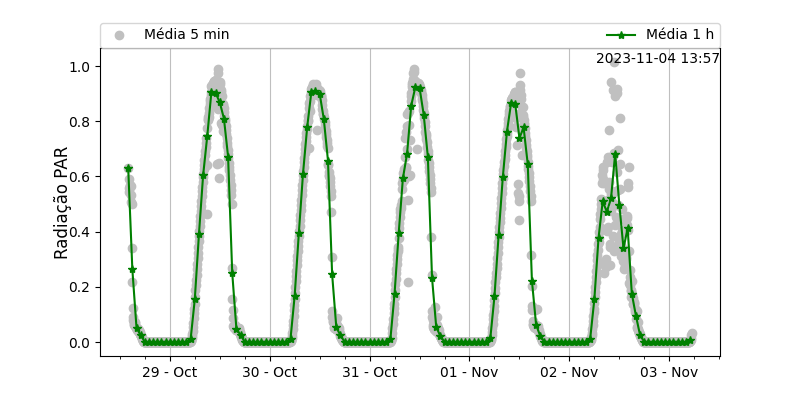 Média 5 min
Média 1 h
2023-11-04 13:57
Radiação PAR
1.0
0.8
0.6
0.4
0.2
0.0
29 - Oct
30 - Oct
31 - Oct
01 - Nov
02 - Nov
03 - Nov